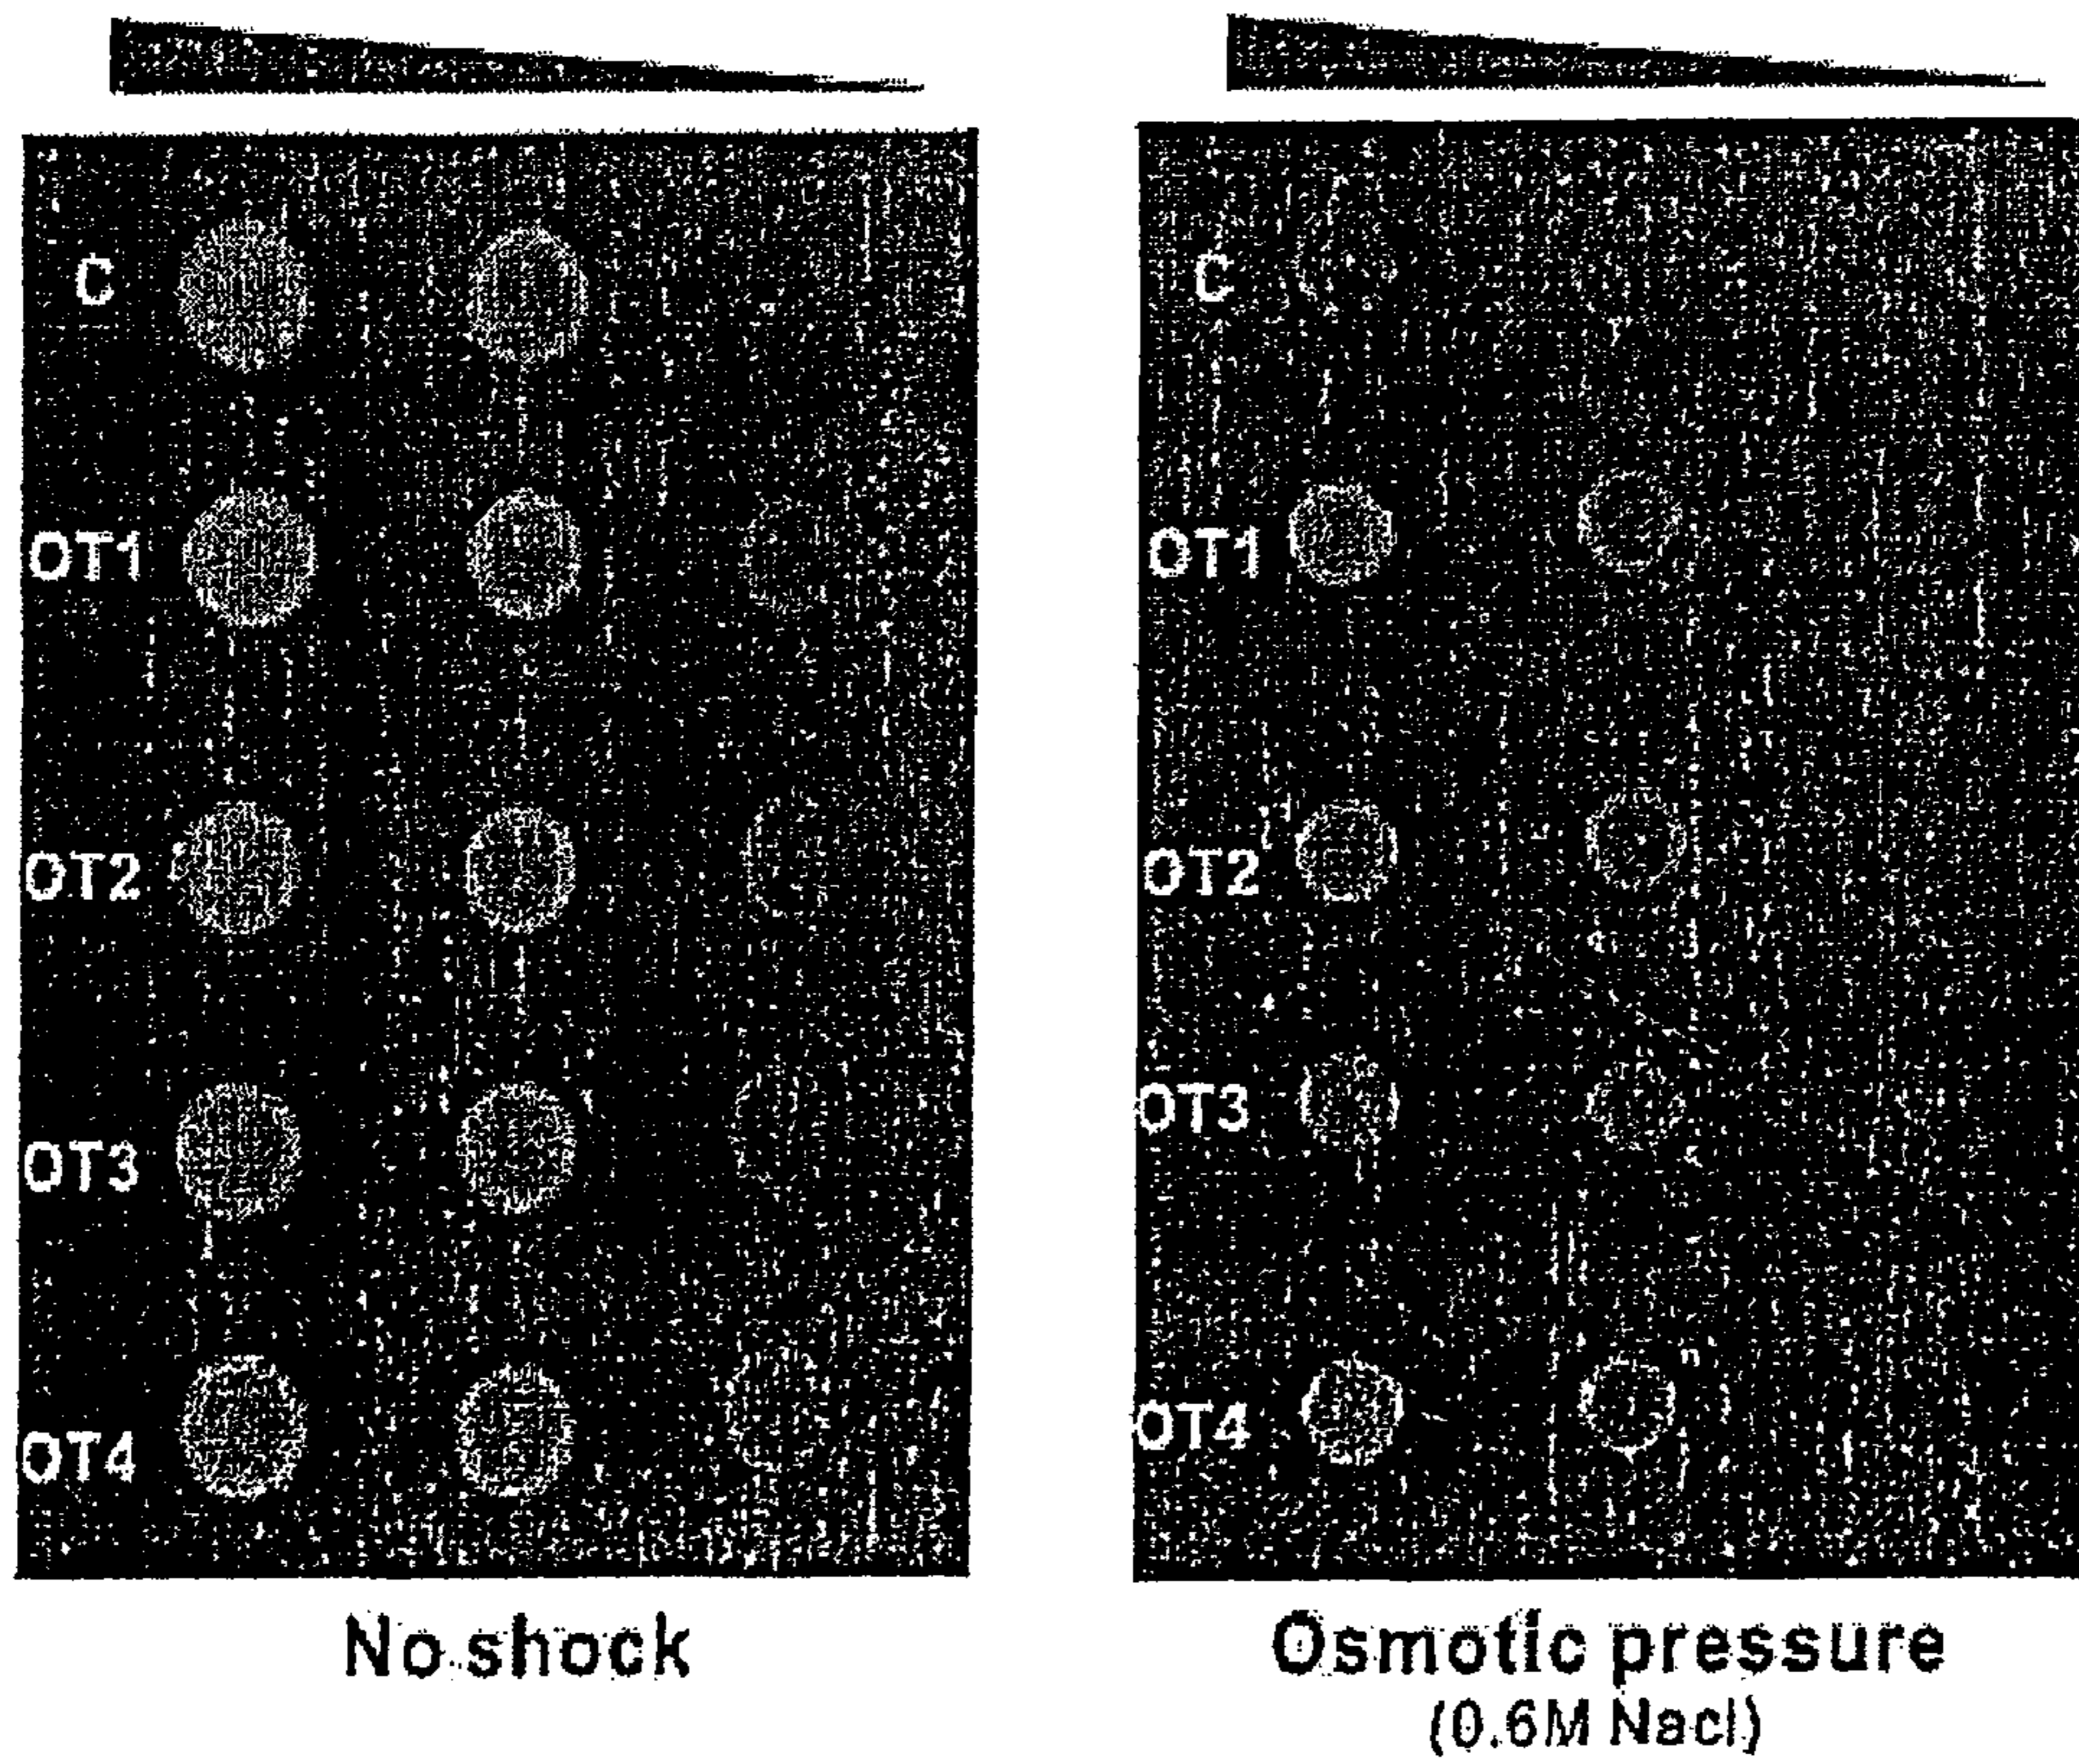 C
OT1
OT2
OT3
OT4
No shock
C
OT1
OT2
OT3
OT4
Osmotic pressure
(0.6M Nacl)